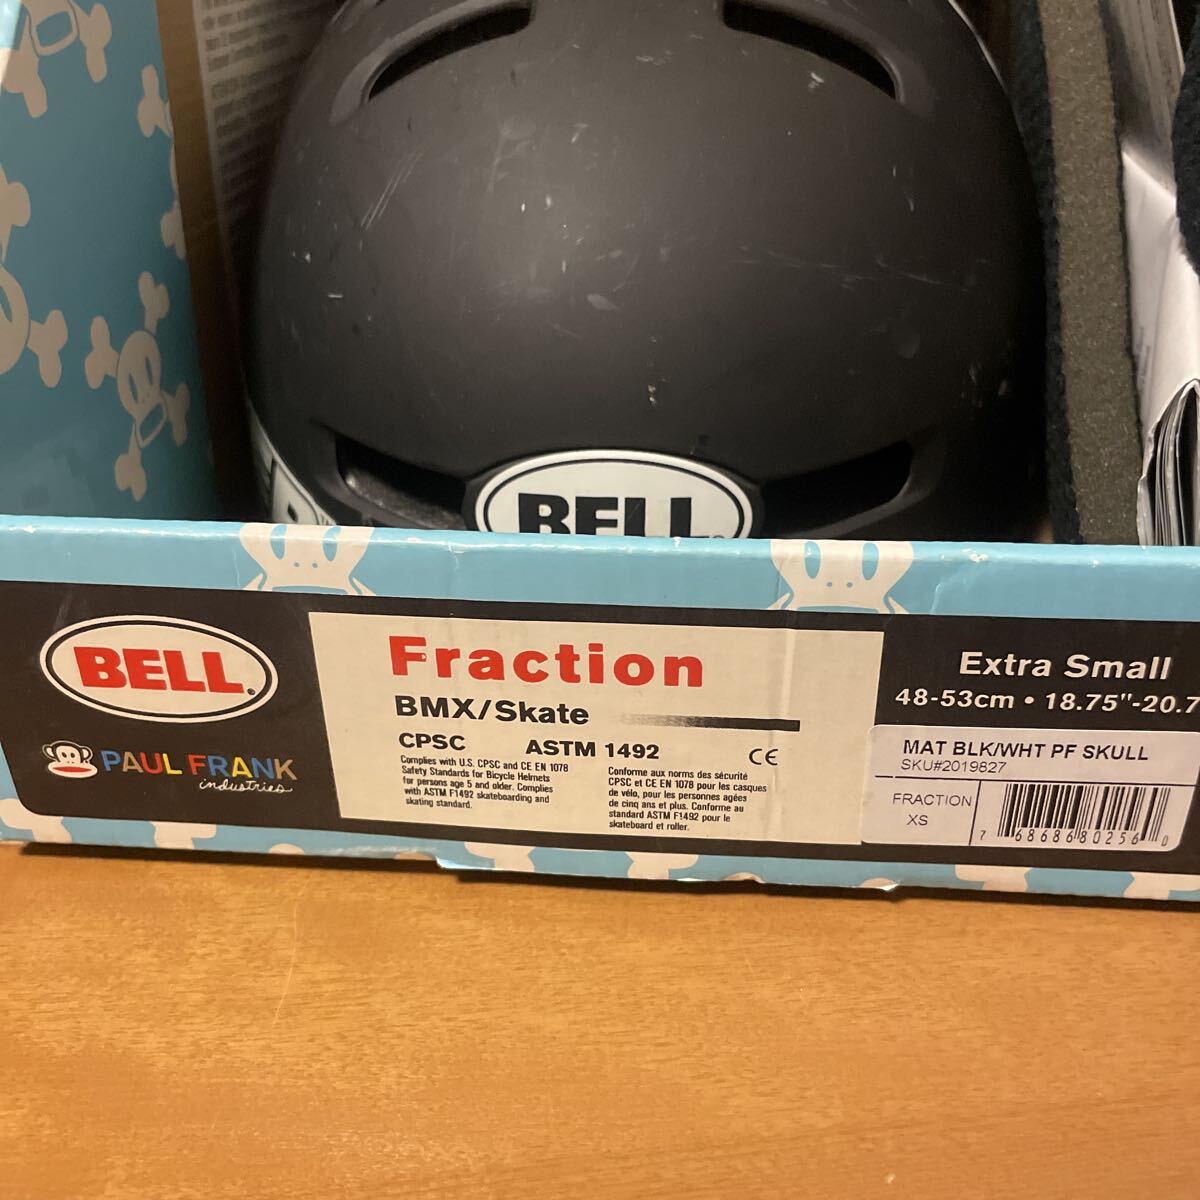 BELL
BELL
PAUL FRANK
industries
Fraction
BMX/Skate
CPSC ASTM 1492 CE
Complies with U.S. CPSC and CE EN 1078
Safety Standards for Bicycle Helmets
for persons age 5 and older. Complies
with ASTM F1492 skateboarding and
skating standard.
Conforme aux norms des sécurité
CPSC et CE EN 1078 pour les casques
de vélo, pour les personnes agées
de cinq ans et plus. Conforme au
standard ASTM F1492 pour le
skateboard et roller.
Extra Small
48-53cm • 18.75"-20.7
MAT BLK/WHT PF SKULL
SKU#2019827
FRACTION
XS
7 68686 80256 0